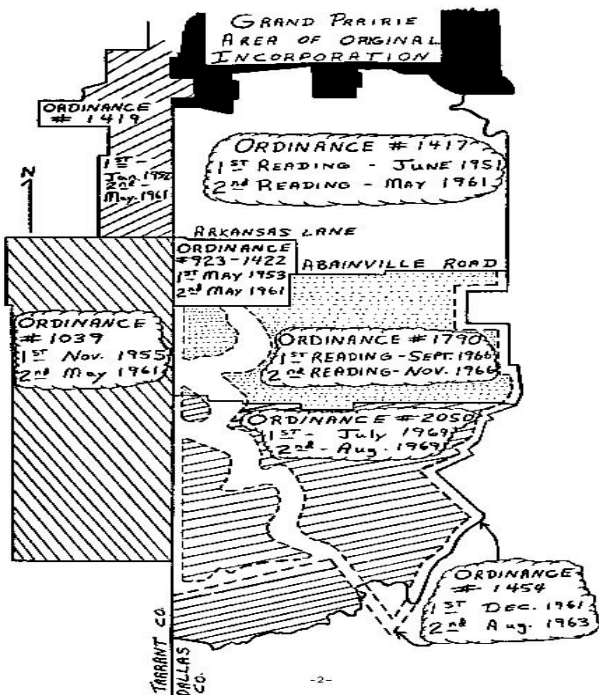 GRAND PRAIRIE
AREA OF ORIGINAL
INCORPORATION
ORDINANCE
# 1419
1ST -
Jan. 1952
2nd -
May. 1961
N
ORDINANCE # 1417
1ST READING - JUNE 1951
2nd READING - MAY 1961
ARKANSAS LANE
ORDINANCE
#923-1422
1ST MAY 1953
2nd MAY 1961
ABAINVILLE ROAD
ORDINANCE
# 1039
1ST Nov. 1955
2nd May 1961
ORDINANCE #1790
1ST READING - SEPT 1966
2nd READING - NOV. 1966
ORDINANCE # 2050
1ST - July 1969
2nd - Aug. 1969
ORDINANCE
# 1454
1ST DEC. 1961
2nd Aug. 1963
TARRANT CO.
DALLAS CO.
-2-